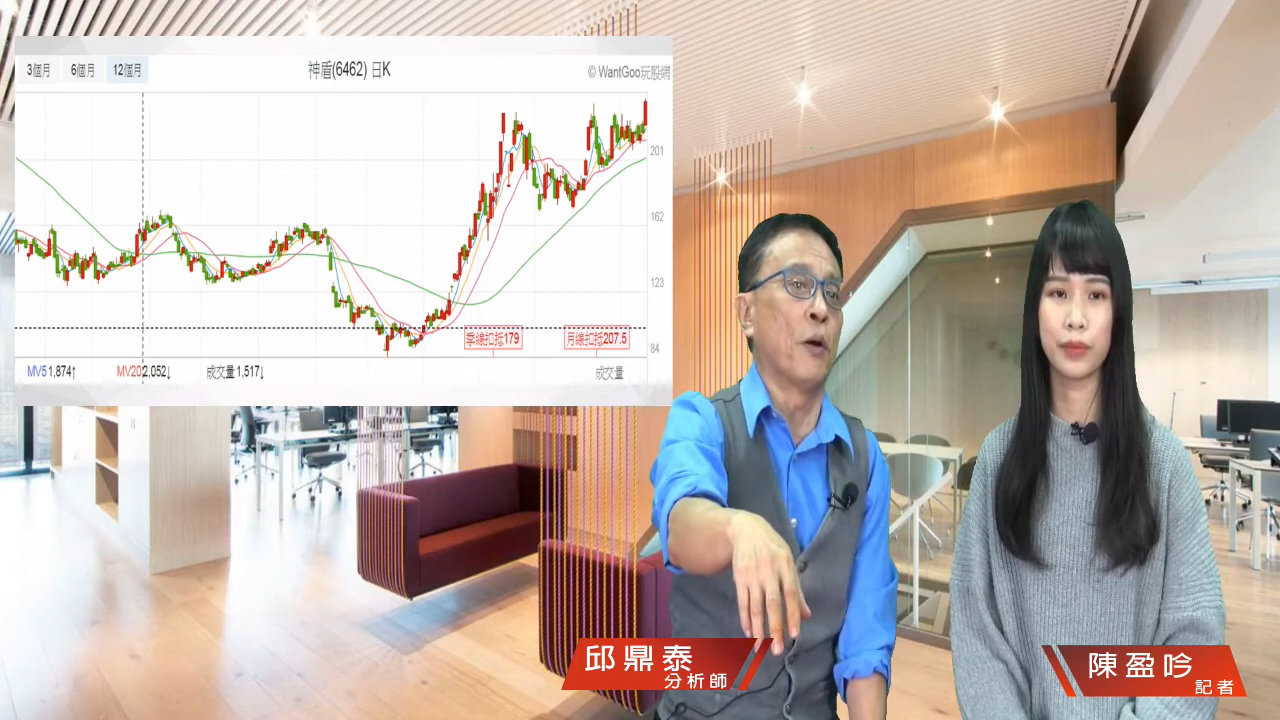 3個月 6個月 12個月
神盾(6462) 日K
© WantGoo玩股網
201
162
123
84
季線扣抵179
月線扣抵207.5
MV5 1,874↑ MV20 2,052↓ 成交量 1,517↓
成交量
邱鼎泰
分析師
陳盈吟
記者